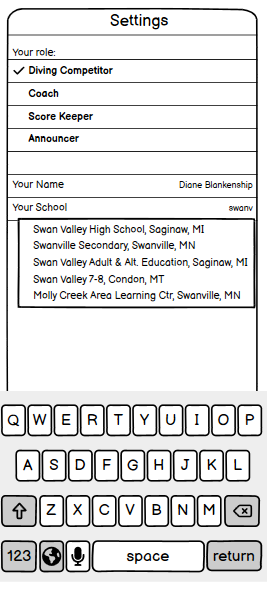 Settings
Your role:
Diving Competitor
Coach
Score Keeper
Announcer
Your Name Diane Blankenship
Your School swanv
Swan Valley High School, Saginaw, MI
Swanville Secondary, Swanville, MN
Swan Valley Adult & Alt. Education, Saginaw, MI
Swan Valley 7-8, Condon, MT
Molly Creek Area Learning Ctr, Swanville, MN
Q W E R T Y U I O P
A S D F G H J K L
Z X C V B N M
123 space return